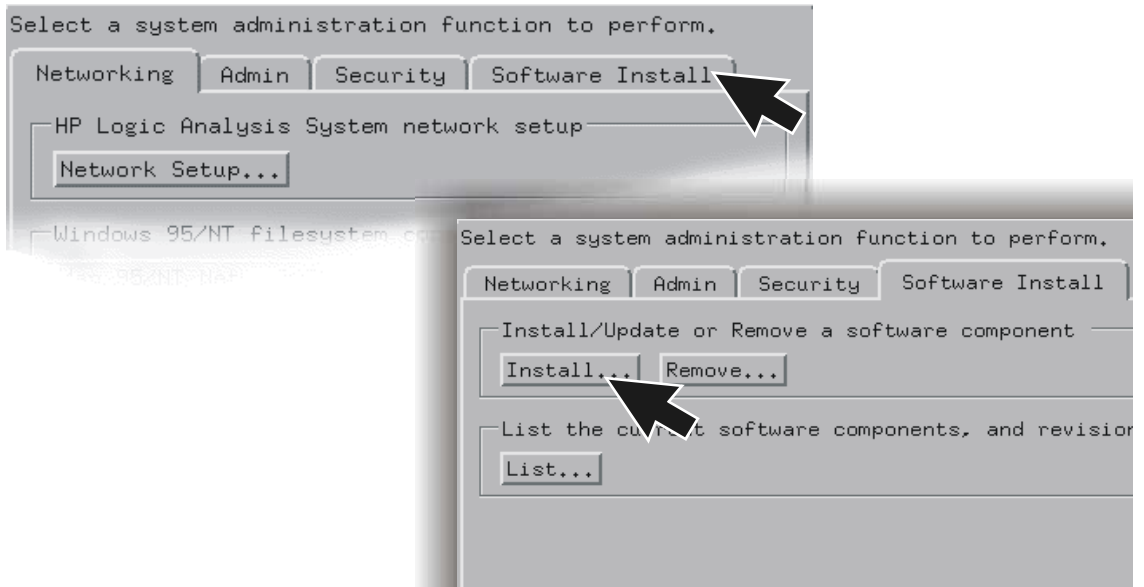 Select a system administration function to perform.
Networking Admin Security Software Install
HP Logic Analysis System network setup
Network Setup...
Windows 95/NT filesystem
Select a system administration function to perform.
Networking Admin Security Software Install
Install/Update or Remove a software component
Install... Remove...
List the software components, and revision
List...